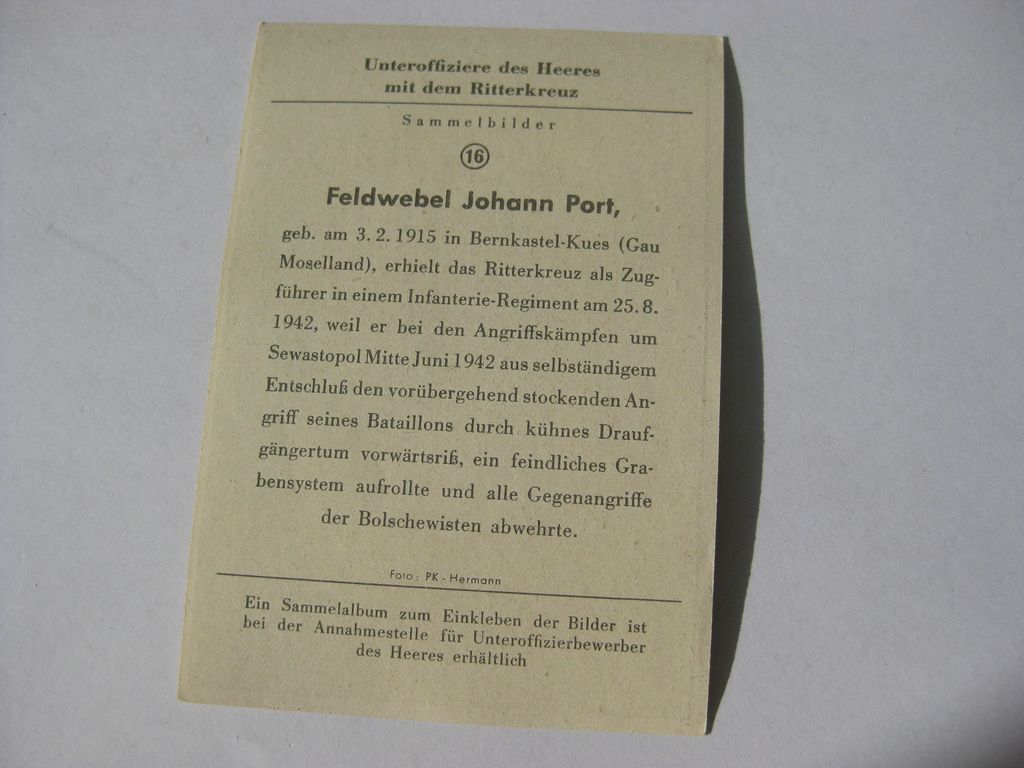 Unteroffiziere des Heeres
mit dem Ritterkreuz
Sammelbilder
16
Feldwebel Johann Port,
geb. am 3. 2. 1915 in Bernkastel-Kues (Gau
Moselland), erhielt das Ritterkreuz als Zug-
führer in einem Infanterie-Regiment am 25. 8.
1942, weil er bei den Angriffskämpfen um
Sewastopol Mitte Juni 1942 aus selbständigem
Entschluß den vorübergehend stockenden An-
griff seines Bataillons durch kühnes Drauf-
gängertum vorwärtsriß, ein feindliches Gra-
bensystem aufrollte und alle Gegenangriffe
der Bolschewisten abwehrte.
Foto: PK - Hermann
Ein Sammelalbum zum Einkleben der Bilder ist
bei der Annahmestelle für Unteroffizierbewerber
des Heeres erhältlich